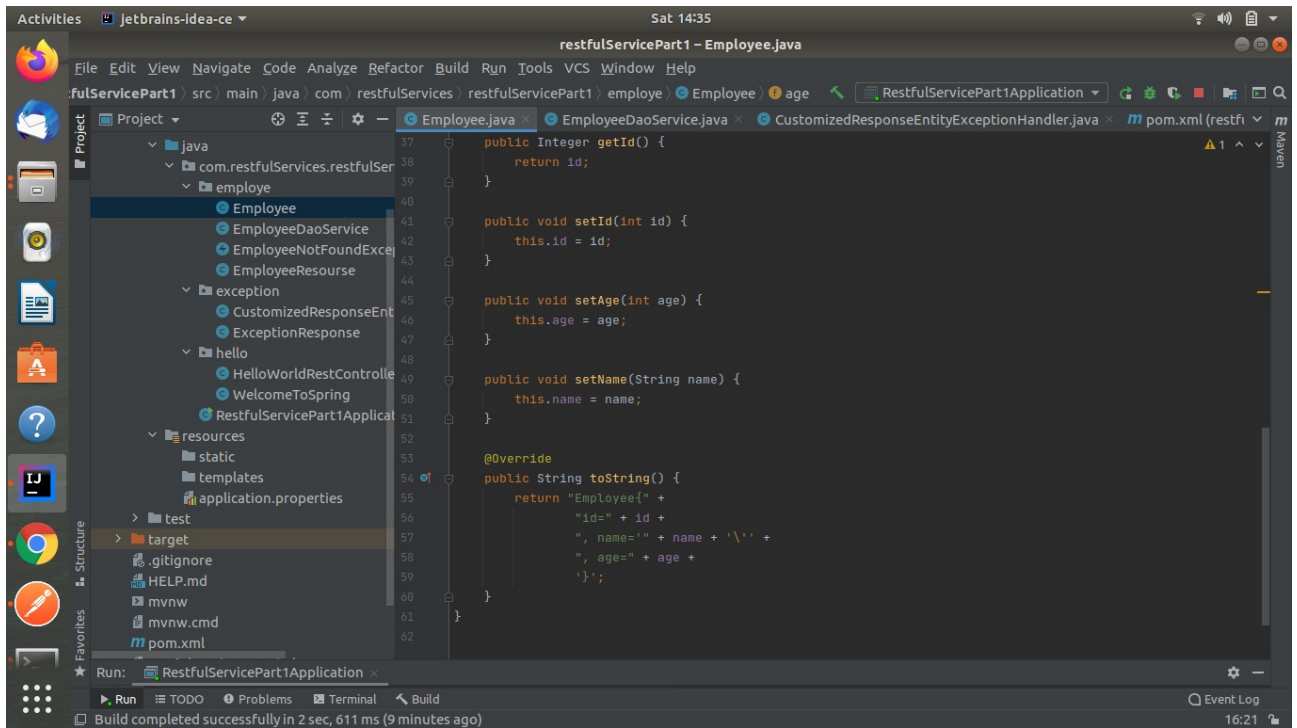 Activities jetbrains-idea-ce Sat 14:35
restfulServicePart1 – Employee.java
File Edit View Navigate Code Analyze Refactor Build Run Tools VCS Window Help
fulServicePart1 src main java com restfulServices restfulServicePart1 employe Employee age RestfulServicePart1Application
Project Employee.java EmployeeDaoService.java CustomizedResponseEntityExceptionHandler.java pom.xml (restfu
Project
Maven
java
com.restfulServices.restfulSer
employe
Employee
EmployeeDaoService
EmployeeNotFoundExcep
EmployeeResourse
exception
CustomizedResponseEnt
ExceptionResponse
hello
HelloWorldRestControlle
WelcomeToSpring
RestfulServicePart1Applicat
resources
static
templates
application.properties
test
target
.gitignore
HELP.md
mvnw
mvnw.cmd
pom.xml
Structure
Favorites
37 public Integer getId() {
38 return id;
39 }
40
41 public void setId(int id) {
42 this.id = id;
43 }
44
45 public void setAge(int age) {
46 this.age = age;
47 }
48
49 public void setName(String name) {
50 this.name = name;
51 }
52
53 @Override
54 public String toString() {
55 return "Employee{" +
56 "id=" + id +
57 ", name='" + name + '\'' +
58 ", age=" + age +
59 '}';
60 }
61 }
62
1
Run: RestfulServicePart1Application
Run TODO Problems Terminal Build Event Log
Build completed successfully in 2 sec, 611 ms (9 minutes ago) 16:21